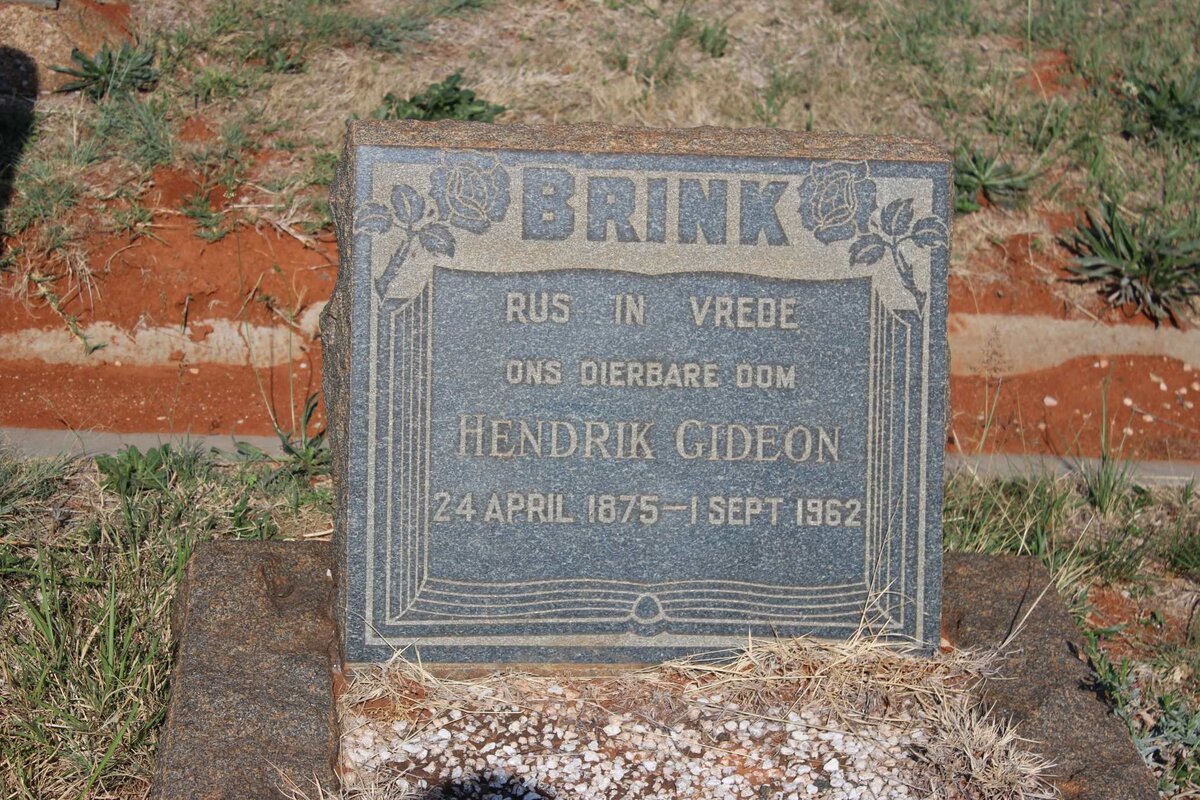 BRINK
RUS IN VREDE
ONS DIERBARE OOM
HENDRIK GIDEON
24 APRIL 1875—1 SEPT 1962